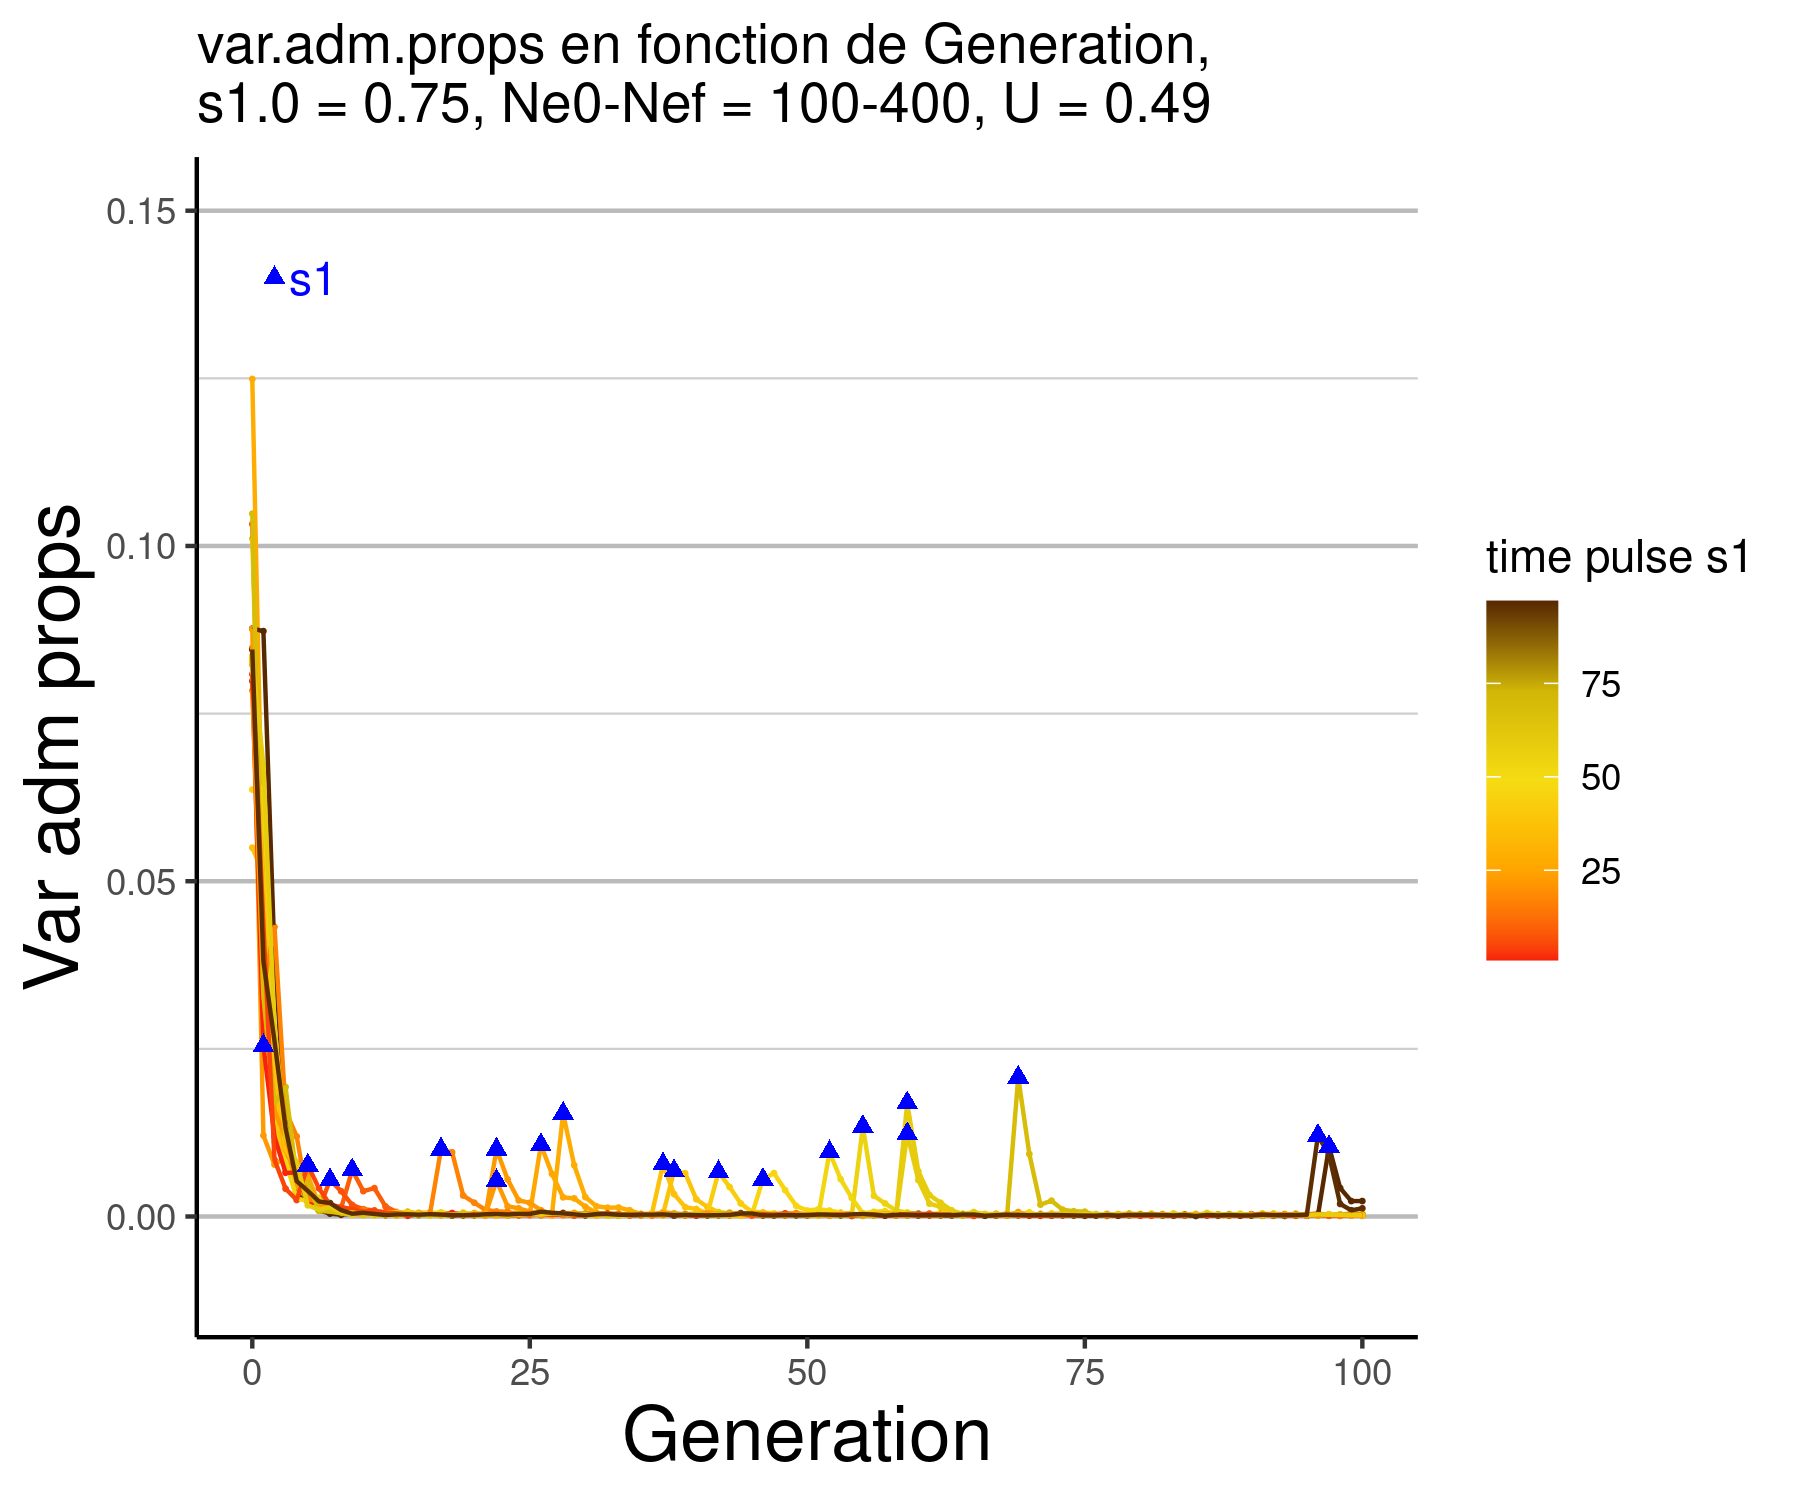 var.adm.props en fonction de Generation,
s1.0 = 0.75, Ne0-Nef = 100-400, U = 0.49
0.15
s1
0.10
0.05
0.00
Var adm props
0
25
50
75
100
Generation
time pulse s1
75
50
25